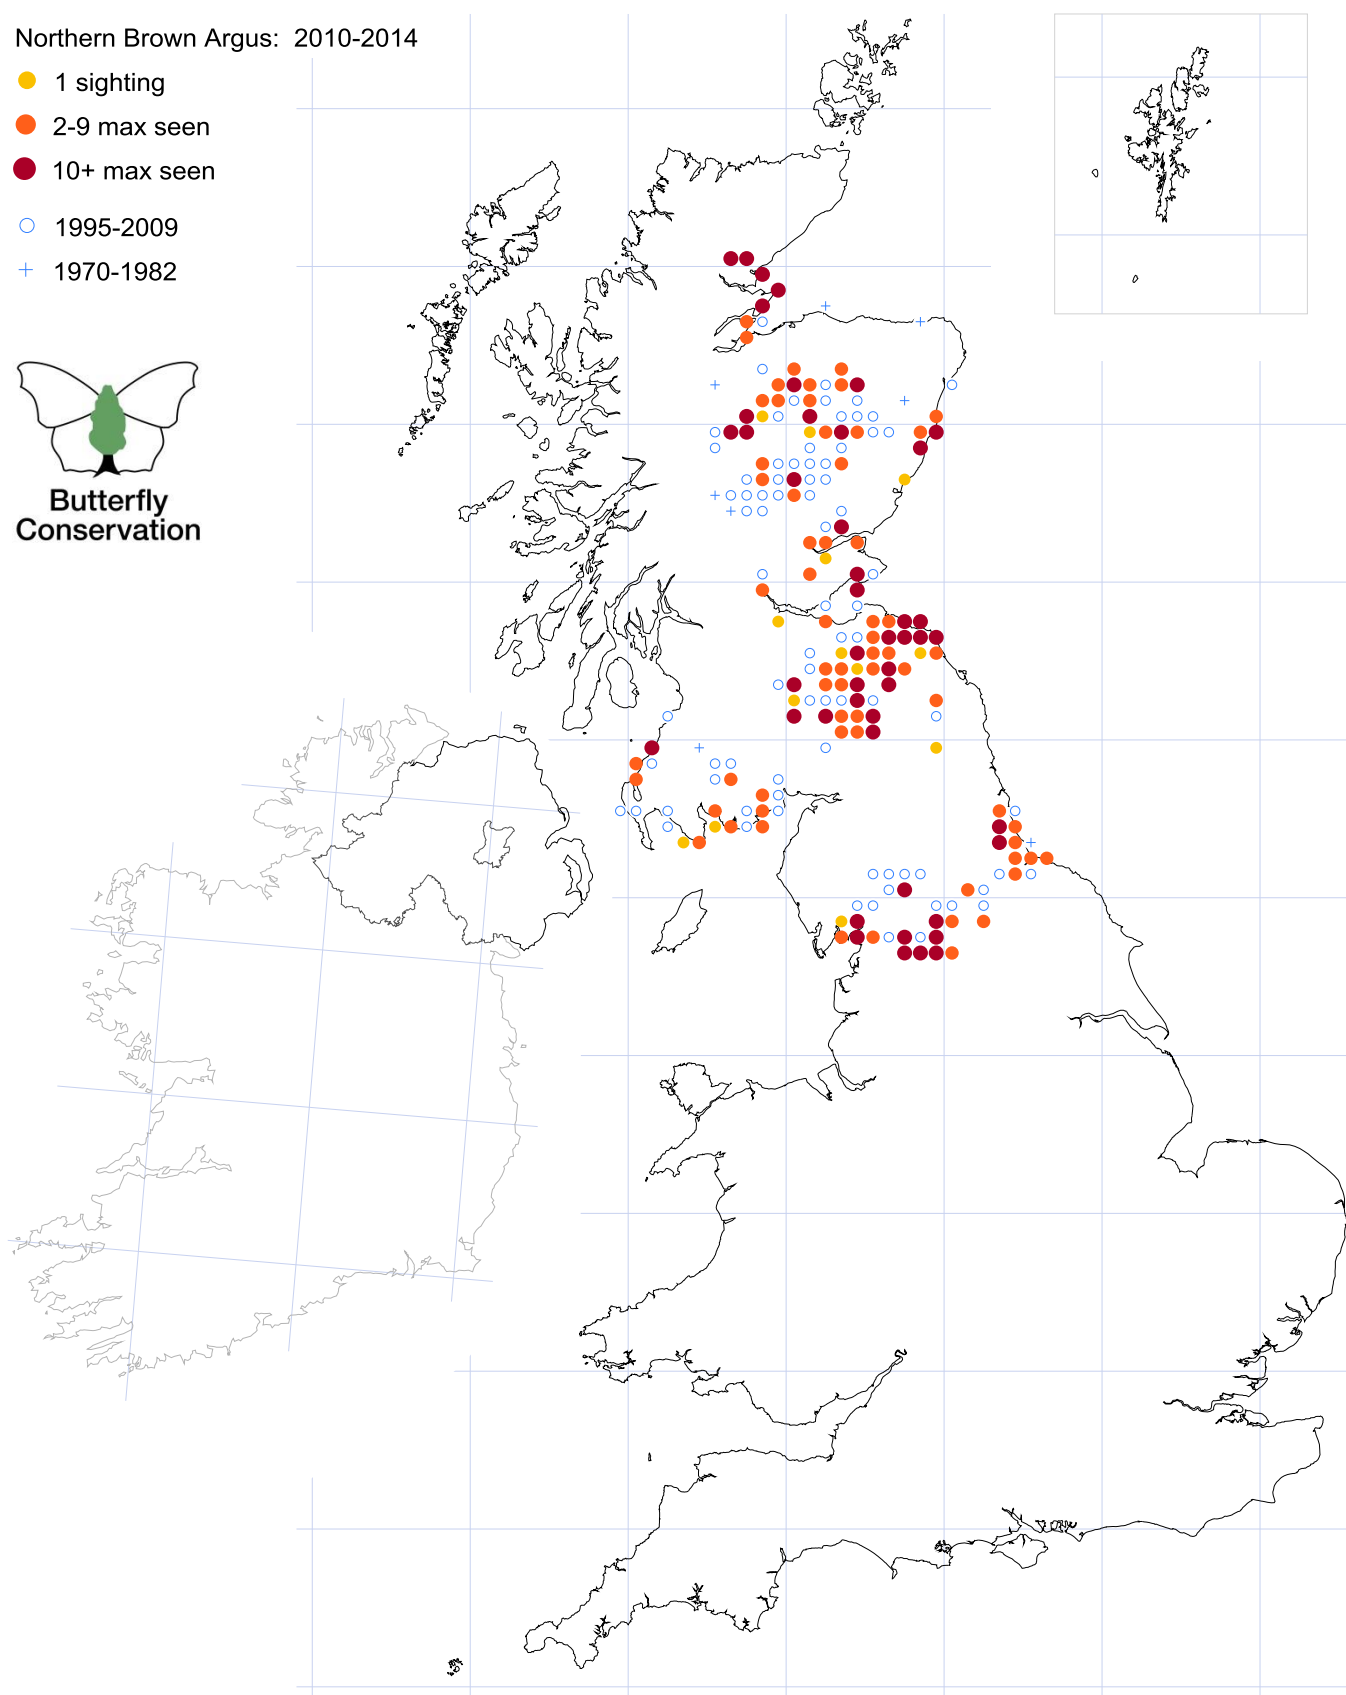 Northern Brown Argus: 2010-2014
1 sighting
2-9 max seen
10+ max seen
1995-2009
1970-1982
Butterfly
Conservation